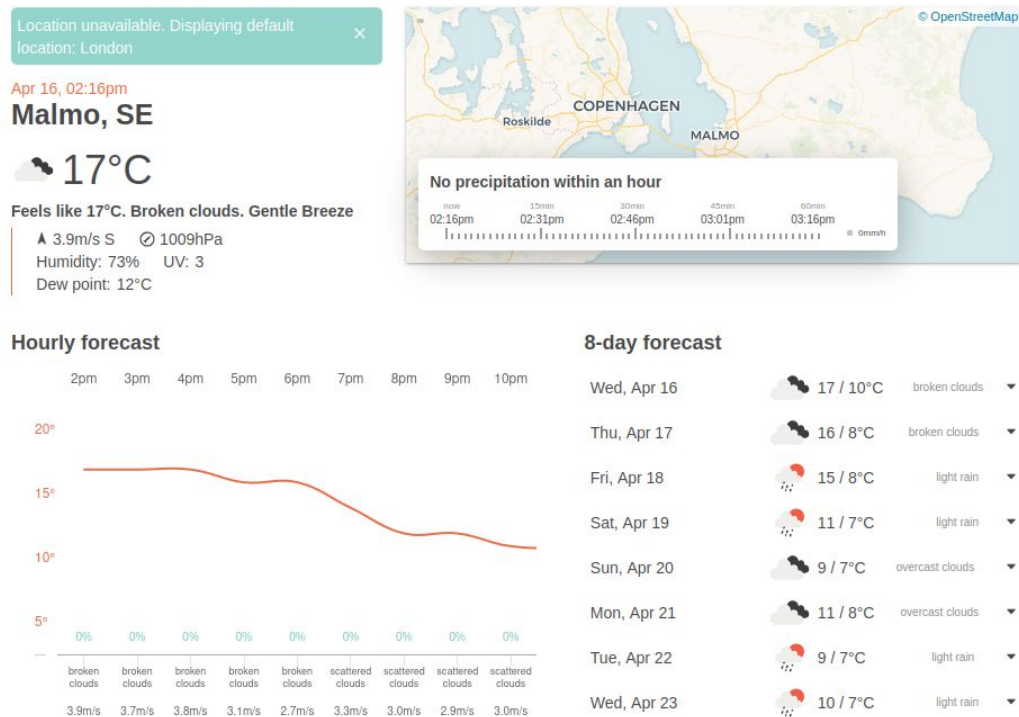 Location unavailable. Displaying default
location: London
×
© OpenStreetMap
Apr 16, 02:16pm
Malmo, SE
17°C
Feels like 17°C. Broken clouds. Gentle Breeze
3.9m/s S 1009hPa
Humidity: 73% UV: 3
Dew point: 12°C
COPENHAGEN
Roskilde
MALMO
No precipitation within an hour
now 15min 30min 45min 60min
02:16pm 02:31pm 02:46pm 03:01pm 03:16pm
0mm/h
Hourly forecast
2pm 3pm 4pm 5pm 6pm 7pm 8pm 9pm 10pm
20°
15°
10°
5°
0% 0% 0% 0% 0% 0% 0% 0% 0%
broken broken broken broken broken scattered scattered scattered scattered
clouds clouds clouds clouds clouds clouds clouds clouds clouds
3.9m/s 3.7m/s 3.8m/s 3.1m/s 2.7m/s 3.3m/s 3.0m/s 2.9m/s 3.0m/s
8-day forecast
Wed, Apr 16 17 / 10°C broken clouds
Thu, Apr 17 16 / 8°C broken clouds
Fri, Apr 18 15 / 8°C light rain
Sat, Apr 19 11 / 7°C light rain
Sun, Apr 20 9 / 7°C overcast clouds
Mon, Apr 21 11 / 8°C overcast clouds
Tue, Apr 22 9 / 7°C light rain
Wed, Apr 23 10 / 7°C light rain